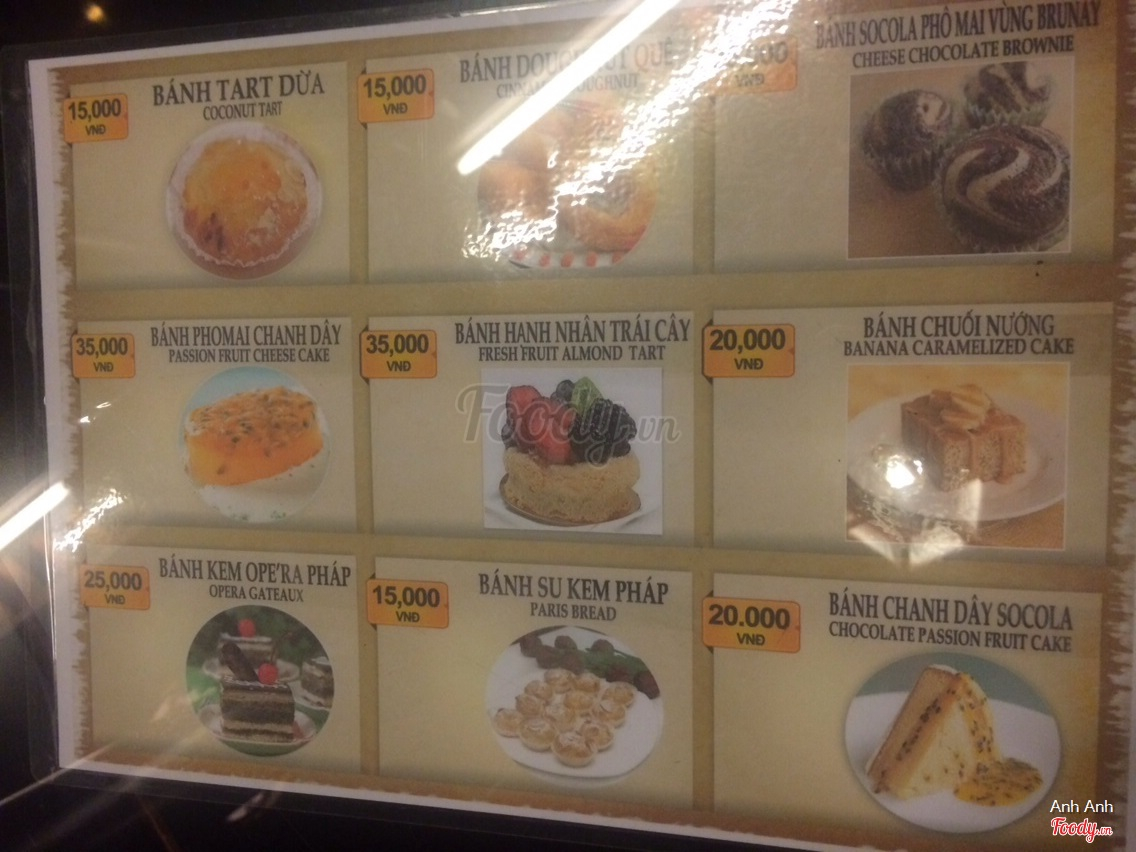 BÁNH TART DỪA
COCONUT TART
15,000
VNĐ
BÁNH QUẾ
15,000
VNĐ
BÁNH SOCOLA PHÔ MAI VÙNG BRUNAY
CHEESE CHOCOLATE BROWNIE
VNĐ
BÁNH PHOMAI CHANH DÂY
PASSION FRUIT CHEESE CAKE
35,000
VNĐ
BÁNH HẠNH NHÂN TRÁI CÂY
FRESH FRUIT ALMOND TART
35,000
VNĐ
BÁNH CHUỐI NƯỚNG
BANANA CARAMELIZED CAKE
20,000
VNĐ
BÁNH KEM OPE'RA PHÁP
OPERA GATEAUX
25,000
VNĐ
BÁNH SU KEM PHÁP
PARIS BREAD
15,000
VNĐ
BÁNH CHANH DÂY SOCOLA
CHOCOLATE PASSION FRUIT CAKE
20.000
VNĐ
Foody.vn
Anh Anh
Foody.vn